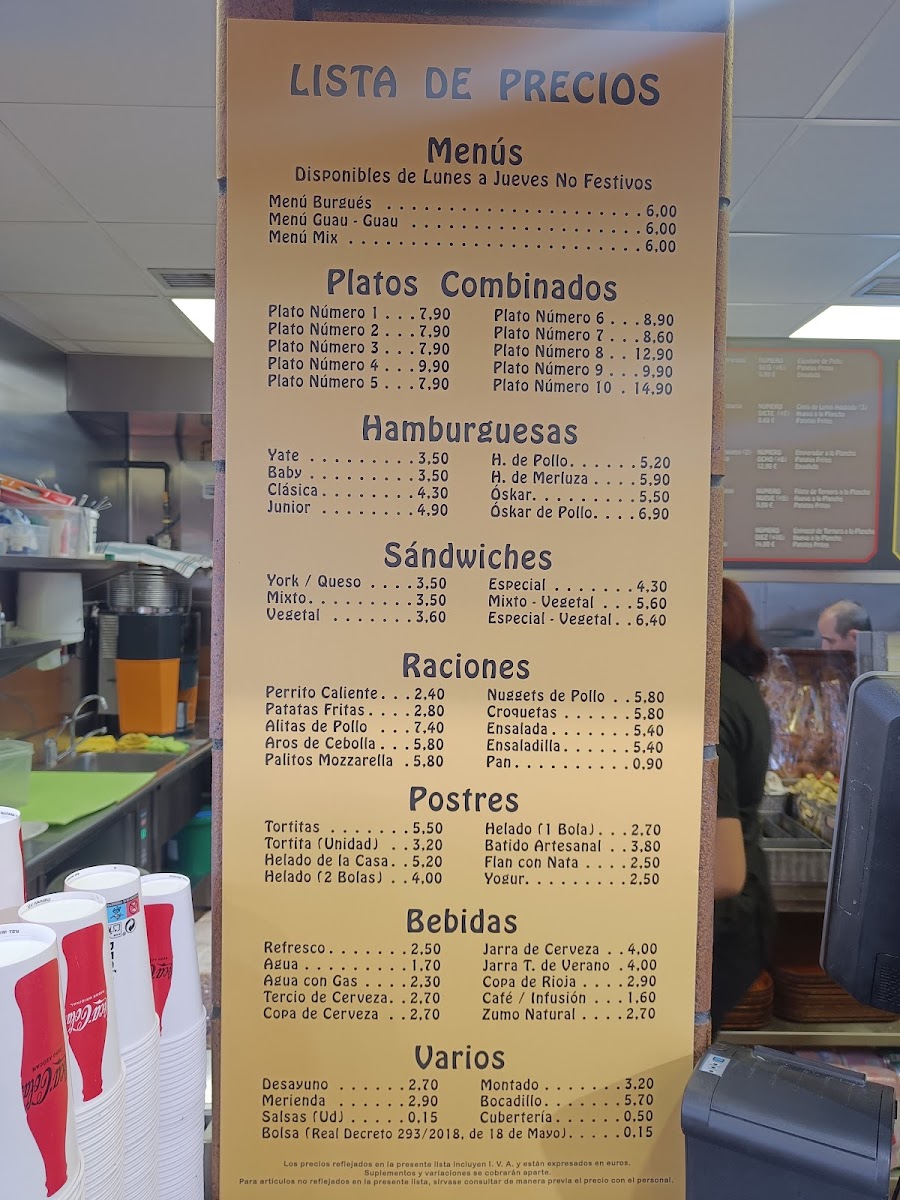 LISTA DE PRECIOS
Menús
Disponibles de Lunes a Jueves No Festivos
Menú Burgués . . . . . . . . . . . . . . . . . . . . . . 6,00
Menú Guau - Guau . . . . . . . . . . . . . . . . . . . . 6,00
Menú Mix . . . . . . . . . . . . . . . . . . . . . . . . . 6,00
Platos Combinados
Plato Número 1 . . . 7,90
Plato Número 2 . . . 7,90
Plato Número 3 . . . 7,90
Plato Número 4 . . . 9,90
Plato Número 5 . . . 7,90
Plato Número 6 . . . 8,90
Plato Número 7 . . . 8,60
Plato Número 8 . . 12,90
Plato Número 9 . . . 9,90
Plato Número 10 . 14,90
Hamburguesas
Yate . . . . . . . . . 3,50
Baby . . . . . . . . . 3,50
Clásica . . . . . . . . 4,30
Junior . . . . . . . . 4,90
H. de Pollo. . . . . . . 5,20
H. de Merluza . . . . 5,90
Óskar. . . . . . . . . . 5,50
Óskar de Pollo. . . . 6,90
Sándwiches
York / Queso . . . . 3,50
Mixto. . . . . . . . . 3,50
Vegetal . . . . . . . 3,60
Especial . . . . . . . 4,30
Mixto - Vegetal . . . 5,60
Especial - Vegetal . . 6,40
Raciones
Perrito Caliente. . . 2,40
Patatas Fritas . . . . 2,80
Alitas de Pollo . . . 7,40
Aros de Cebolla . . . 5,80
Palitos Mozzarella . 5,80
Nuggets de Pollo . . 5,80
Croquetas . . . . . . 5,80
Ensalada. . . . . . . . 5,40
Ensaladilla. . . . . . . 5,40
Pan. . . . . . . . . . . 0,90
Postres
Tortitas . . . . . . . 5,50
Tortita (Unidad) . . 3,20
Helado de la Casa. . 5,20
Helado (2 Bolas) . . 4,00
Helado (1 Bola). . . 2,70
Batido Artesanal . . 3,80
Flan con Nata . . . . 2,50
Yogur. . . . . . . . . 2,50
Bebidas
Refresco. . . . . . . 2,50
Agua . . . . . . . . . 1,70
Agua con Gas . . . . 2,30
Tercio de Cerveza. . 2,70
Copa de Cerveza . . 2,70
Jarra de Cerveza . . 4,00
Jarra T. de Verano . 4,00
Copa de Rioja . . . . 2,90
Café / Infusión . . . 1,60
Zumo Natural . . . . 2,70
Varios
Desayuno . . . . . . 2,70
Merienda . . . . . . 2,90
Salsas (Ud) . . . . . 0,15
Montado . . . . . . . 3,20
Bocadillo. . . . . . . 5,70
Cubertería. . . . . . 0,50
Bolsa (Real Decreto 293/2018, de 18 de Mayo). . . . . 0,15
Los precios reflejados en la presente lista incluyen I. V. A. y están expresados en euros.
Suplementos y variaciones se cobrarán aparte.
Para artículos no reflejados en la presente lista, sírvase consultar de manera previa el precio con el personal.
Coca-Cola